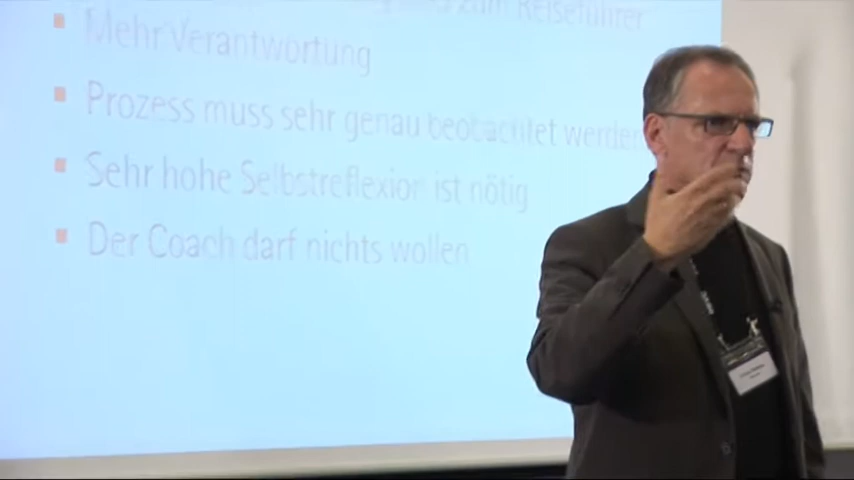 zum Reiseführer
Mehr Verantwortung
Prozess muss sehr genau beobachtet werden
Sehr hohe Selbstreflexion ist nötig
Der Coach darf nichts wollen